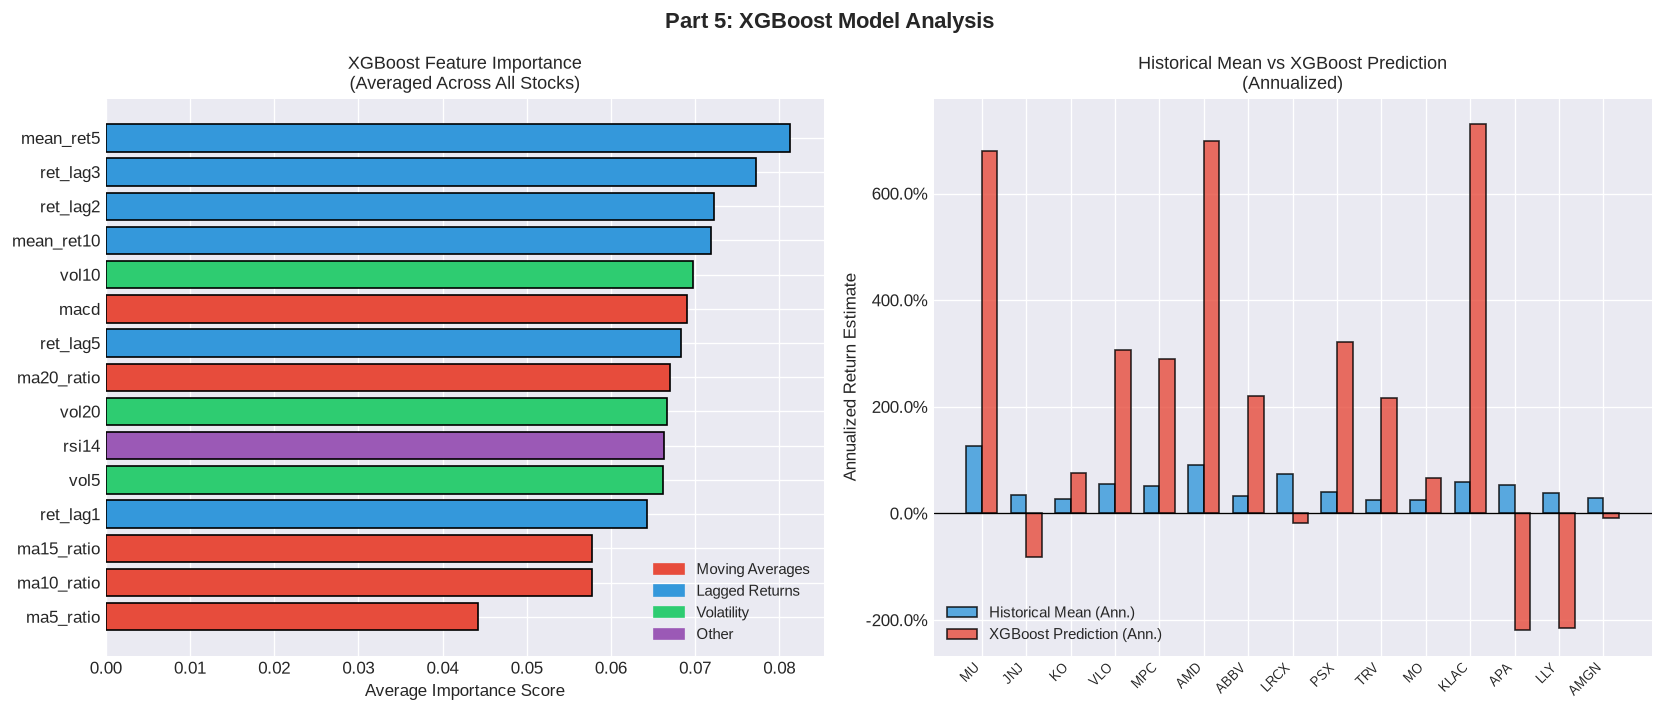 Part 5: XGBoost Model Analysis
XGBoost Feature Importance
(Averaged Across All Stocks)
mean_ret5
ret_lag3
ret_lag2
mean_ret10
vol10
macd
ret_lag5
ma20_ratio
vol20
rsi14
vol5
ret_lag1
ma15_ratio
ma10_ratio
ma5_ratio
Moving Averages
Lagged Returns
Volatility
Other
0.00 0.01 0.02 0.03 0.04 0.05 0.06 0.07 0.08
Average Importance Score
Historical Mean vs XGBoost Prediction
(Annualized)
Annualized Return Estimate
600.0%
400.0%
200.0%
0.0%
-200.0%
Historical Mean (Ann.)
XGBoost Prediction (Ann.)
MU JNJ KO VLO MPC AMD ABBV LRCX PSX TRV MO KLAC APA LLY AMGN